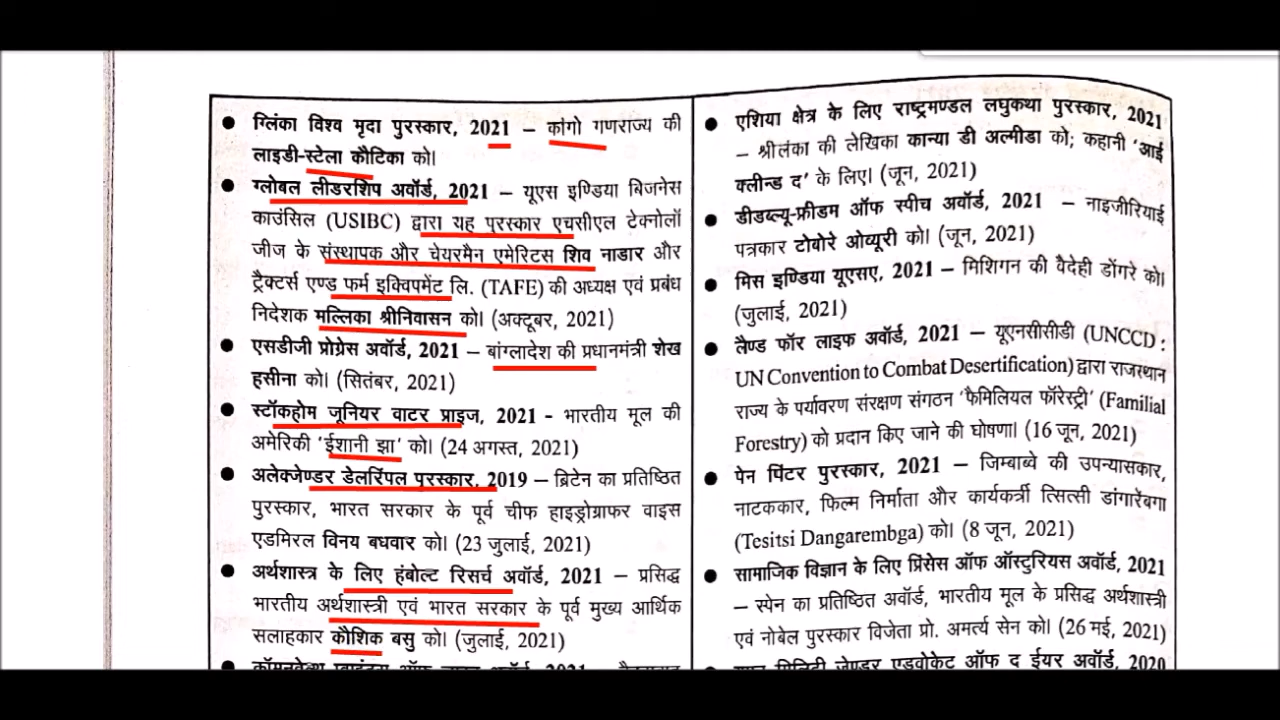 ● ग्लिंका विश्व मृदा पुरस्कार, 2021 – कांगो गणराज्य की
लाइडी-स्टेला कौटिका को।
● ग्लोबल लीडरशिप अवॉर्ड, 2021 – यूएस इण्डिया बिजनेस
काउंसिल (USIBC) द्वारा यह पुरस्कार एचसीएल टेक्नोलॉ
जीज के संस्थापक और चेयरमैन एमेरिटस शिव नाडार और
ट्रैक्टर्स एण्ड फर्म इक्विपमेंट लि. (TAFE) की अध्यक्ष एवं प्रबंध
निदेशक मल्लिका श्रीनिवासन को। (अक्टूबर, 2021)
● एसडीजी प्रोग्रेस अवॉर्ड, 2021 – बांग्लादेश की प्रधानमंत्री शेख
हसीना को। (सितंबर, 2021)
● स्टॉकहोम जूनियर वाटर प्राइज, 2021 - भारतीय मूल की
अमेरिकी ‘ईशानी झा’ को। (24 अगस्त, 2021)
● अलेक्जेण्डर डेलरिंपल पुरस्कार, 2019 – ब्रिटेन का प्रतिष्ठित
पुरस्कार, भारत सरकार के पूर्व चीफ हाइड्रोग्राफर वाइस
एडमिरल विनय बधवार को। (23 जुलाई, 2021)
● अर्थशास्त्र के लिए हंबोल्ट रिसर्च अवॉर्ड, 2021 – प्रसिद्ध
भारतीय अर्थशास्त्री एवं भारत सरकार के पूर्व मुख्य आर्थिक
सलाहकार कौशिक बसु को। (जुलाई, 2021)
● एशिया क्षेत्र के लिए राष्ट्रमण्डल लघुकथा पुरस्कार, 2021
– श्रीलंका की लेखिका कान्या डी अल्मीडा को; कहानी ‘आई
क्लीन्ड द’ के लिए। (जून, 2021)
● डीडब्ल्यू-फ्रीडम ऑफ स्पीच अवॉर्ड, 2021 – नाइजीरियाई
पत्रकार टोबोरे ओव्यूरी को। (जून, 2021)
● मिस इण्डिया यूएसए, 2021 – मिशिगन की वैदेही डोंगरे को।
(जुलाई, 2021)
● लैण्ड फॉर लाइफ अवॉर्ड, 2021 – यूएनसीसीडी (UNCCD :
UN Convention to Combat Desertification) द्वारा राजस्थान
राज्य के पर्यावरण संरक्षण संगठन ‘फैमिलियल फॉरेस्ट्री’ (Familial
Forestry) को प्रदान किए जाने की घोषणा। (16 जून, 2021)
● पेन पिंटर पुरस्कार, 2021 – जिम्बाब्वे की उपन्यासकार,
नाटककार, फिल्म निर्माता और कार्यकर्त्री त्सित्सी डांगारेंबगा
(Tesitsi Dangarembga) को। (8 जून, 2021)
● सामाजिक विज्ञान के लिए प्रिंसेस ऑफ ऑस्टुरियस अवॉर्ड, 2021
– स्पेन का प्रतिष्ठित अवॉर्ड, भारतीय मूल के प्रसिद्ध अर्थशास्त्री
एवं नोबेल पुरस्कार विजेता प्रो. अमर्त्य सेन को। (26 मई, 2021)
जेण्डर एडवोकेट ऑफ द ईयर अवॉर्ड, 2020